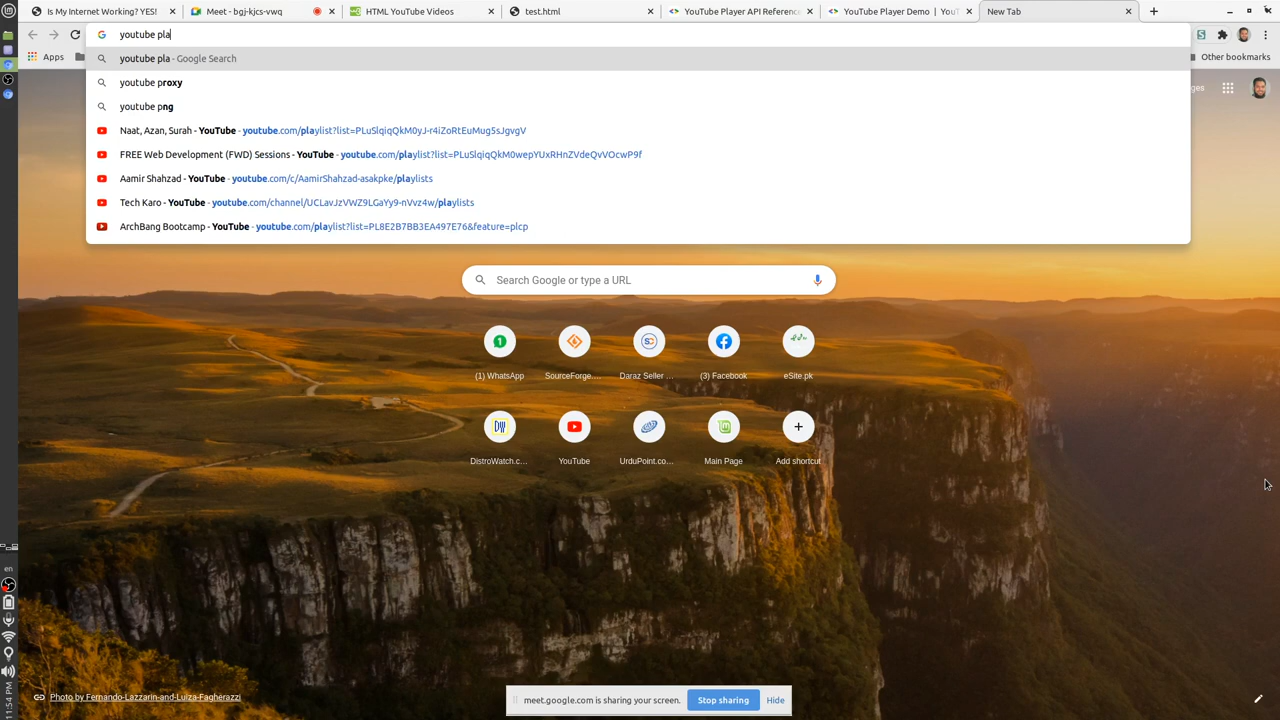 Is My Internet Working? YES!
Meet - bgj-kjcs-vwq
HTML YouTube Videos
test.html
YouTube Player API Reference
YouTube Player Demo | YouT
New Tab
youtube pla
youtube pla - Google Search
youtube proxy
youtube png
Naat, Azan, Surah - YouTube - youtube.com/playlist?list=PLuSlqiqQkM0yJ-r4iZoRtEuMug5sJgvgV
FREE Web Development (FWD) Sessions - YouTube - youtube.com/playlist?list=PLuSlqiqQkM0wepYUxRHnZVdeQvVOcwP9f
Aamir Shahzad - YouTube - youtube.com/c/AamirShahzad-asakpke/playlists
Tech Karo - YouTube - youtube.com/channel/UCLavJzVWZ9LGaYy9-nVvz4w/playlists
ArchBang Bootcamp - YouTube - youtube.com/playlist?list=PL8E2B7BB3EA497E76&feature=plcp
Apps
Other bookmarks
ges
Search Google or type a URL
(1) WhatsApp
SourceForge....
Daraz Seller ...
(3) Facebook
eSite.pk
DW
DistroWatch.c...
YouTube
UrduPoint.co...
Main Page
Add shortcut
en
11:54 PM
Photo by Fernando-Lazzarin-and-Luiza-Fagherazzi
meet.google.com is sharing your screen.
Stop sharing
Hide